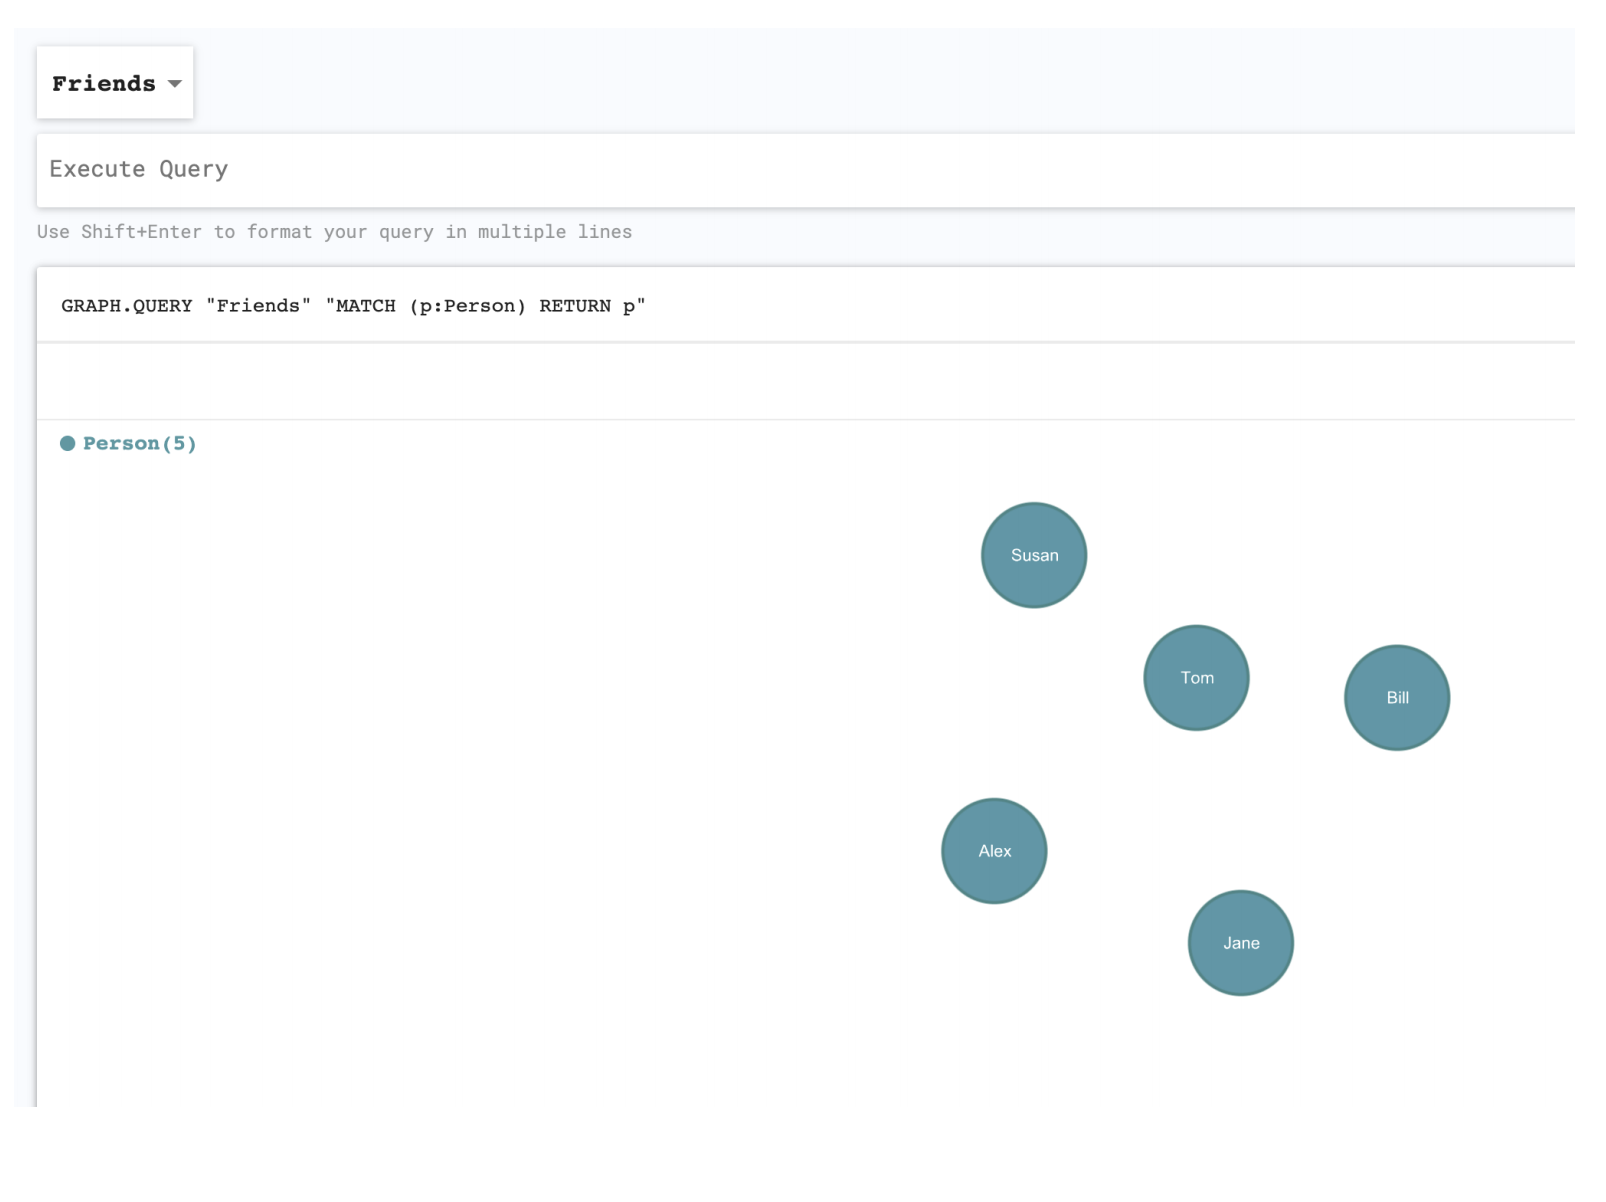 Friends
Execute Query
Use Shift+Enter to format your query in multiple lines
GRAPH.QUERY "Friends" "MATCH (p:Person) RETURN p"
Person(5)
Susan
Tom
Bill
Alex
Jane